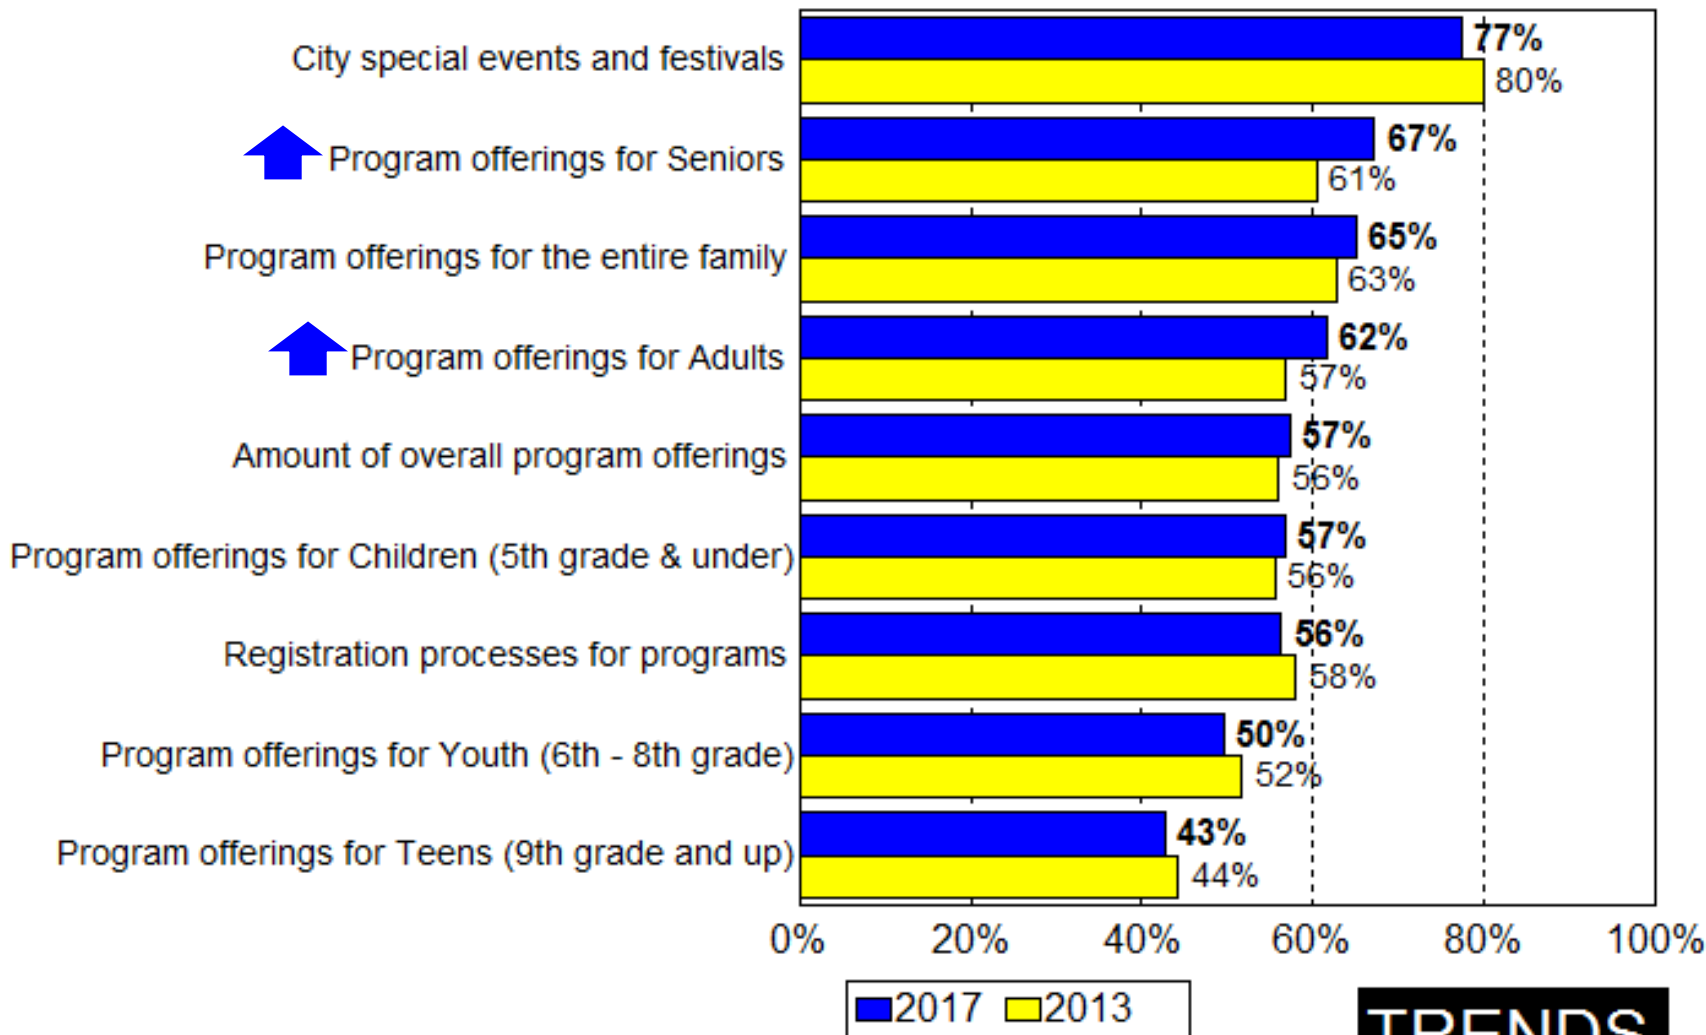 City special events and festivals
77%
80%
Program offerings for Seniors
67%
61%
Program offerings for the entire family
65%
63%
Program offerings for Adults
62%
57%
Amount of overall program offerings
57%
56%
Program offerings for Children (5th grade & under)
57%
56%
Registration processes for programs
56%
58%
Program offerings for Youth (6th - 8th grade)
50%
52%
Program offerings for Teens (9th grade and up)
43%
44%
0% 20% 40% 60% 80% 100%
2017 2013
TRENDS